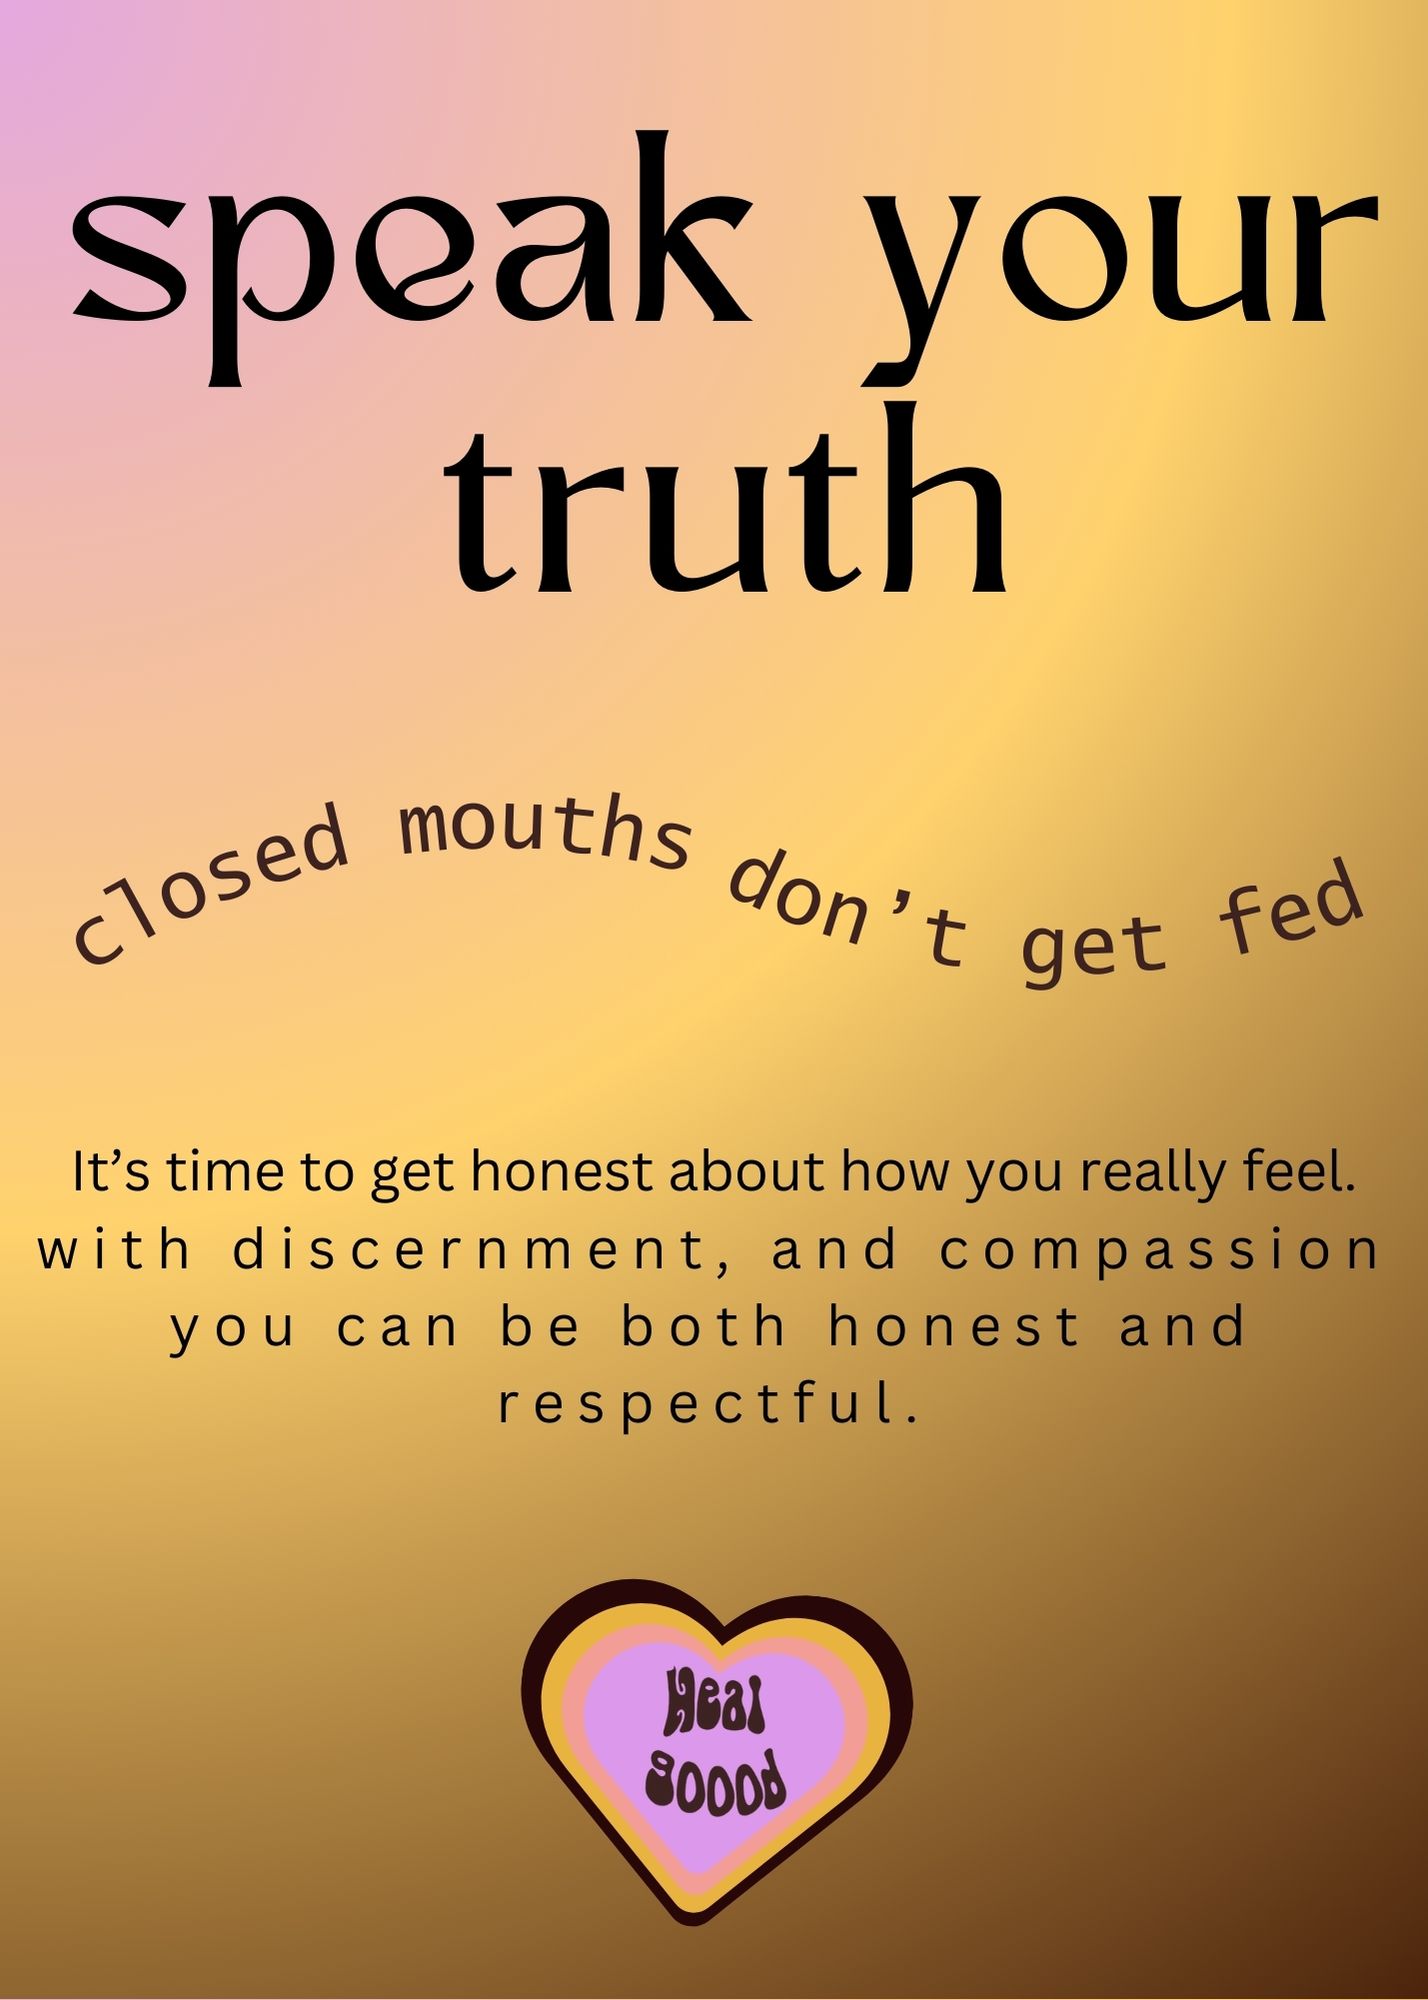 speak your
truth
closed mouths don’t get fed
It’s time to get honest about how you really feel.
with discernment, and compassion
you can be both honest and
respectful.
Heal
goood